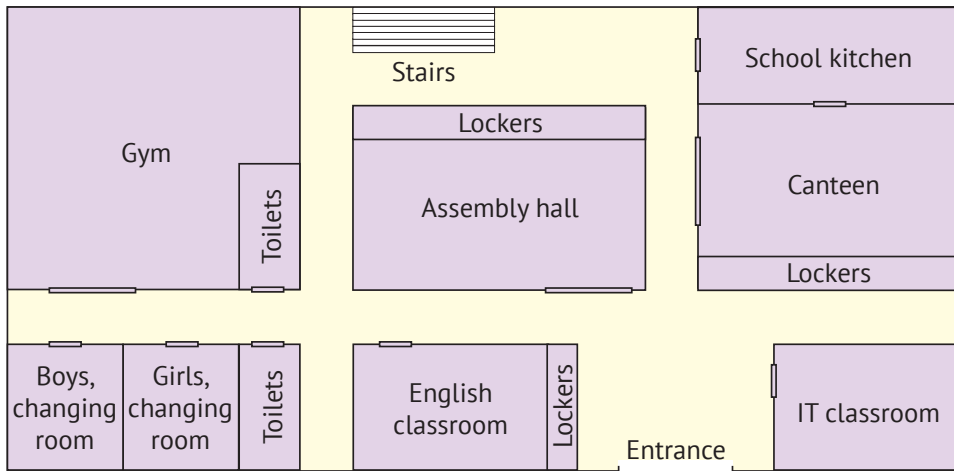 School kitchen
Stairs
Lockers
Gym
Canteen
Assembly hall
Toilets
Lockers
Boys,
changing
room
Girls,
changing
room
Toilets
English
classroom
Lockers
IT classroom
Entrance